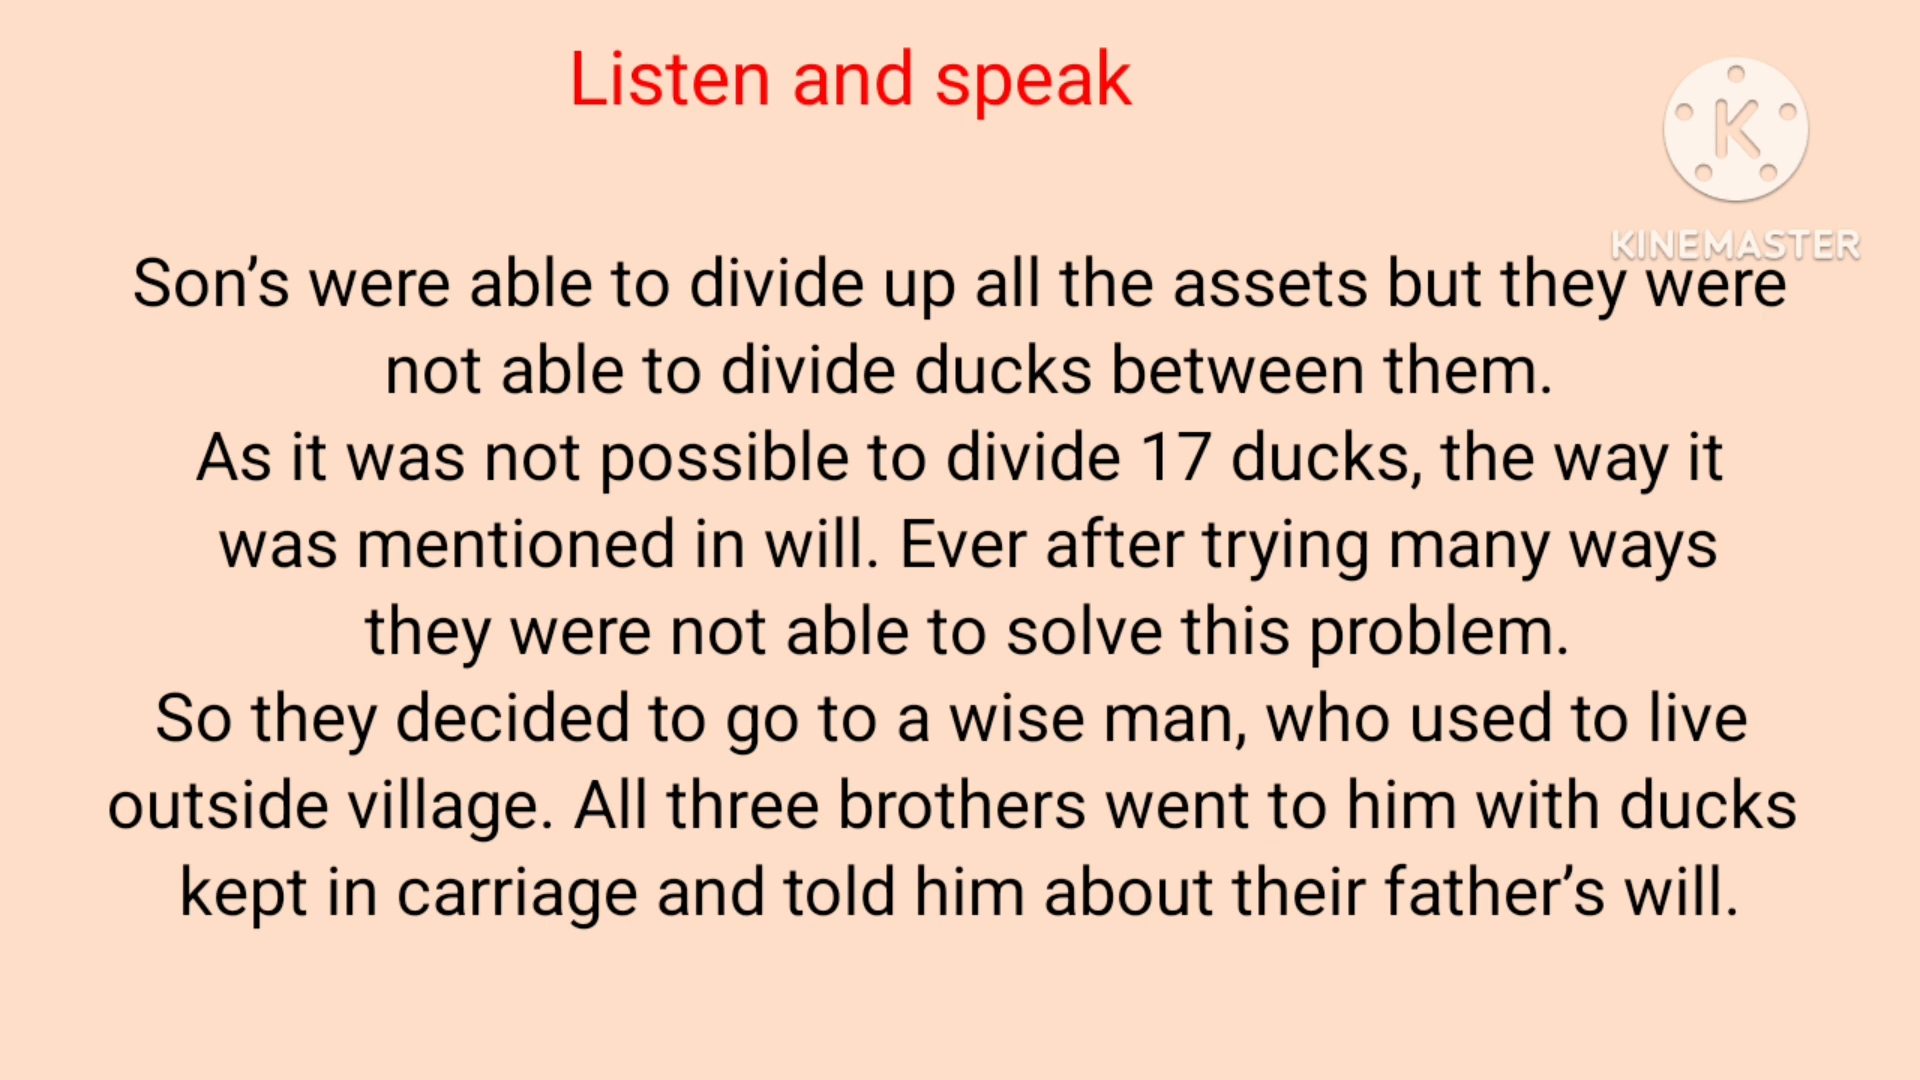 Listen and speak
K
KINEMASTER
Son’s were able to divide up all the assets but they were
not able to divide ducks between them.
As it was not possible to divide 17 ducks, the way it
was mentioned in will. Ever after trying many ways
they were not able to solve this problem.
So they decided to go to a wise man, who used to live
outside village. All three brothers went to him with ducks
kept in carriage and told him about their father’s will.